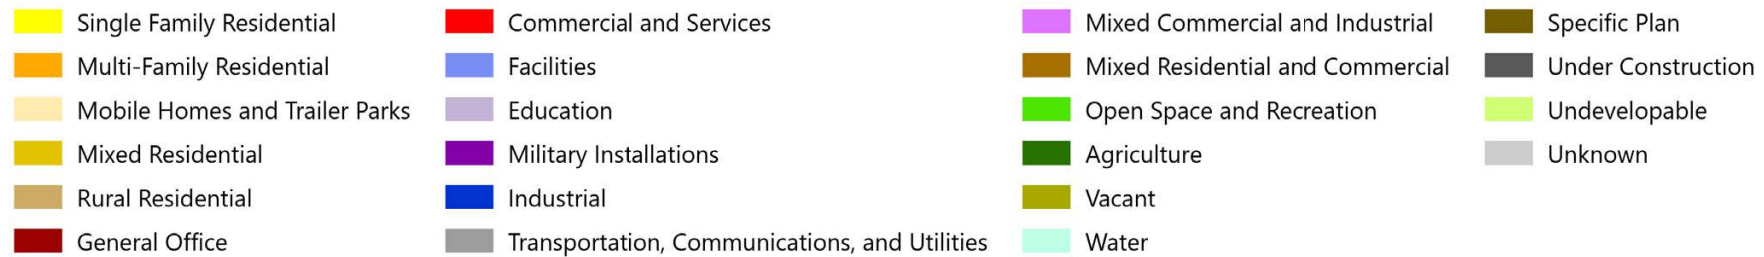 Single Family Residential
Multi-Family Residential
Mobile Homes and Trailer Parks
Mixed Residential
Rural Residential
General Office
Commercial and Services
Facilities
Education
Military Installations
Industrial
Transportation, Communications, and Utilities
Mixed Commercial and Industrial
Mixed Residential and Commercial
Open Space and Recreation
Agriculture
Vacant
Water
Specific Plan
Under Construction
Undevelopable
Unknown